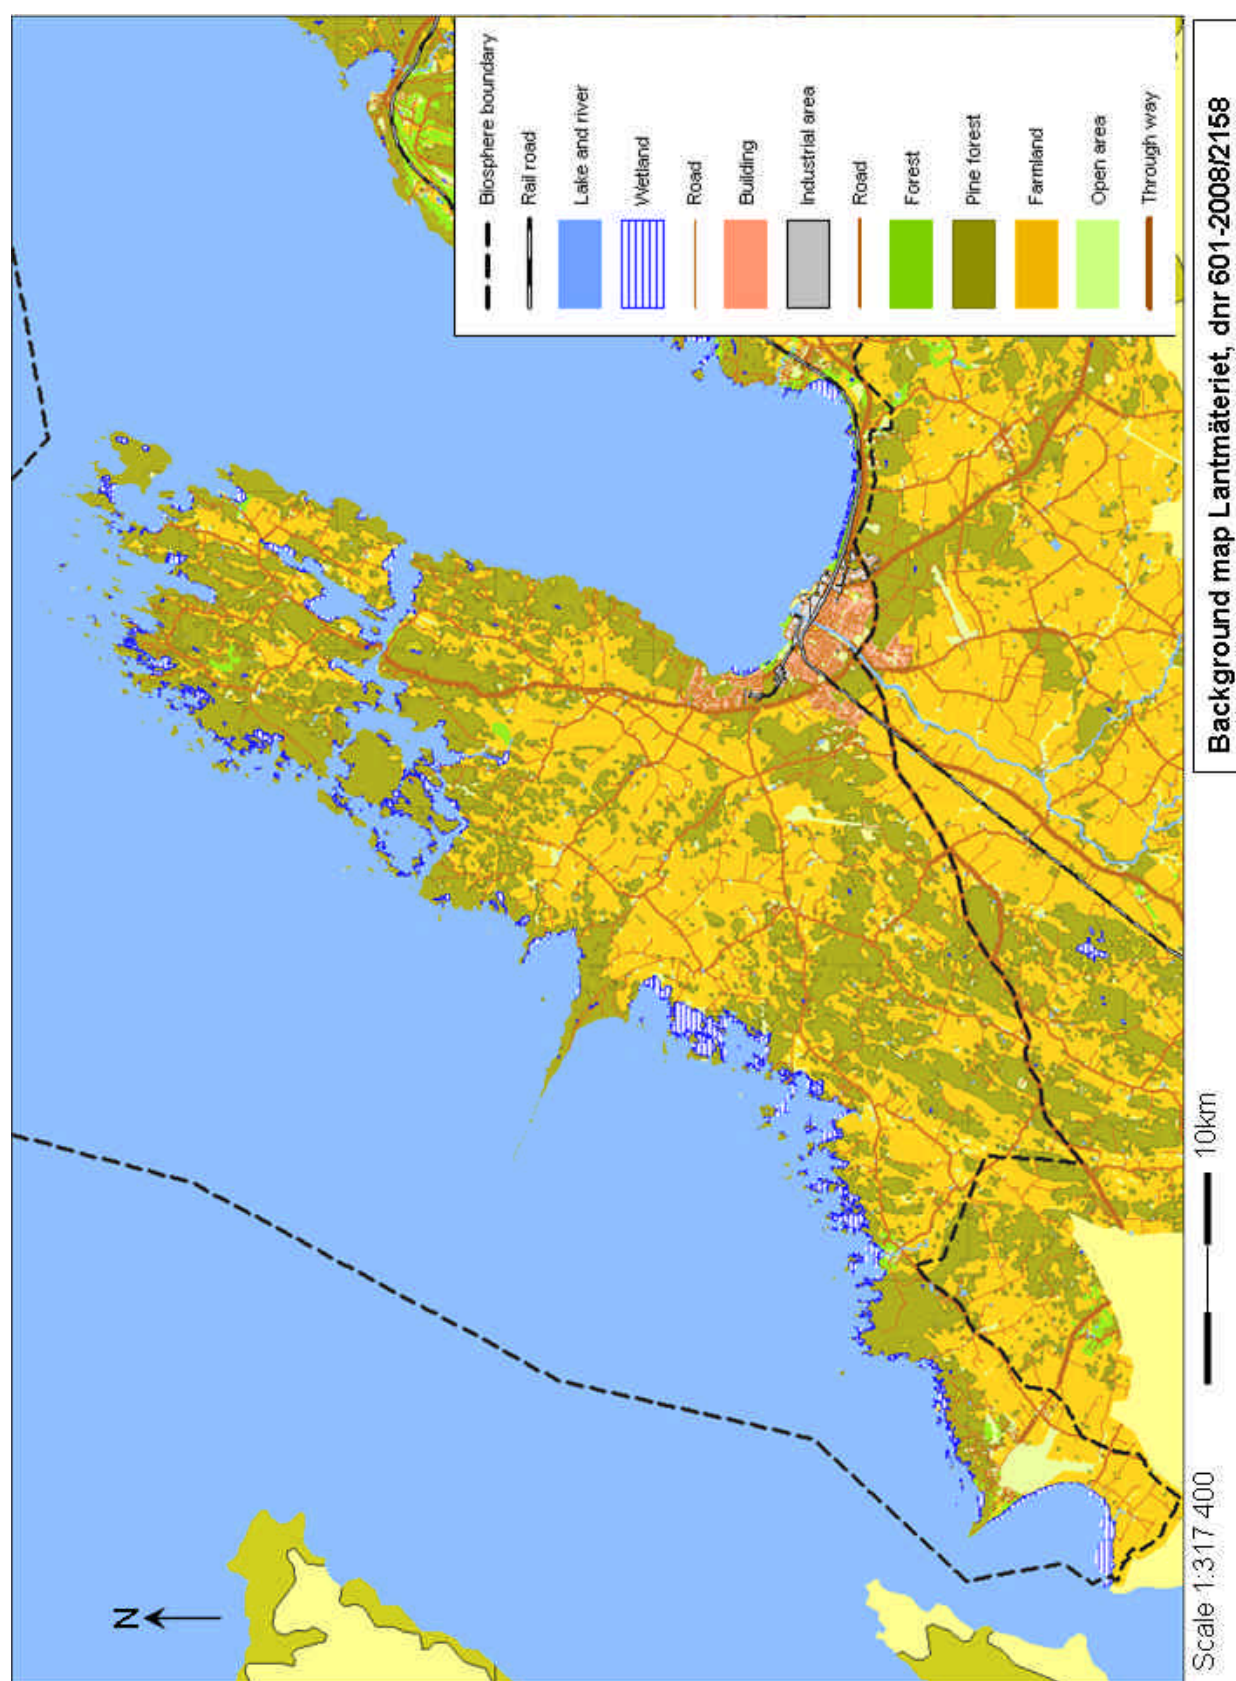 N
Biosphere boundary
Rail road
Lake and river
Wetland
Road
Building
Industrial area
Road
Forest
Pine forest
Farmland
Open area
Through way
Scale 1:317 400
10km
Background map Lantmäteriet, dnr 601-2008/2158